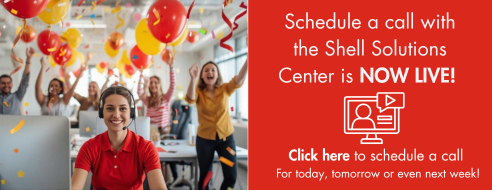 Schedule a call with
the Shell Solutions
Center is NOW LIVE!
Click here to schedule a call
For today, tomorrow or even next week!